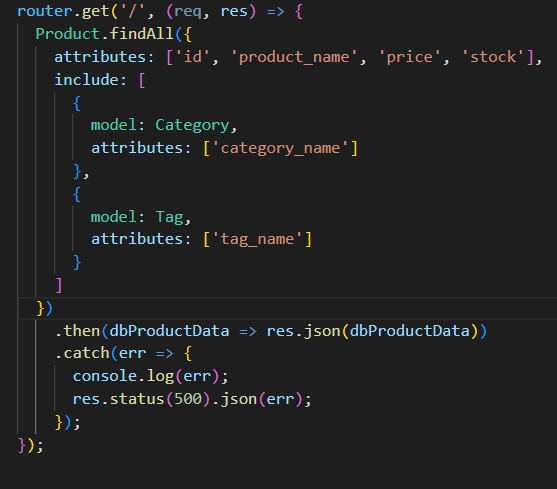 router.get('/', (req, res) => {
  Product.findAll({
    attributes: ['id', 'product_name', 'price', 'stock'],
    include: [
      {
        model: Category,
        attributes: ['category_name']
      },
      {
        model: Tag,
        attributes: ['tag_name']
      }
    ]
  })
    .then(dbProductData => res.json(dbProductData))
    .catch(err => {
      console.log(err);
      res.status(500).json(err);
    });
});